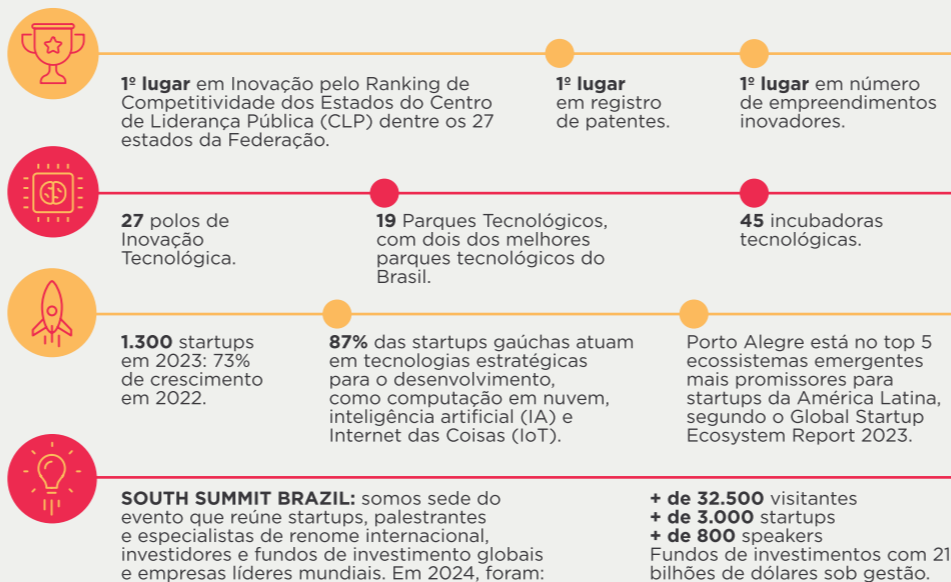 1º lugar em Inovação pelo Ranking de
Competitividade dos Estados do Centro
de Liderança Pública (CLP) dentre os 27
estados da Federação.
1º lugar
em registro
de patentes.
1º lugar em número
de empreendimentos
inovadores.
27 polos de
Inovação
Tecnológica.
19 Parques Tecnológicos,
com dois dos melhores
parques tecnológicos do
Brasil.
45 incubadoras
tecnológicas.
1.300 startups
em 2023: 73%
de crescimento
em 2022.
87% das startups gaúchas atuam
em tecnologias estratégicas
para o desenvolvimento,
como computação em nuvem,
inteligência artificial (IA) e
Internet das Coisas (IoT).
Porto Alegre está no top 5
ecossistemas emergentes
mais promissores para
startups da América Latina,
segundo o Global Startup
Ecosystem Report 2023.
SOUTH SUMMIT BRAZIL: somos sede do
evento que reúne startups, palestrantes
e especialistas de renome internacional,
investidores e fundos de investimento globais
e empresas líderes mundiais. Em 2024, foram:
+ de 32.500 visitantes
+ de 3.000 startups
+ de 800 speakers
Fundos de investimentos com 21
bilhões de dólares sob gestão.